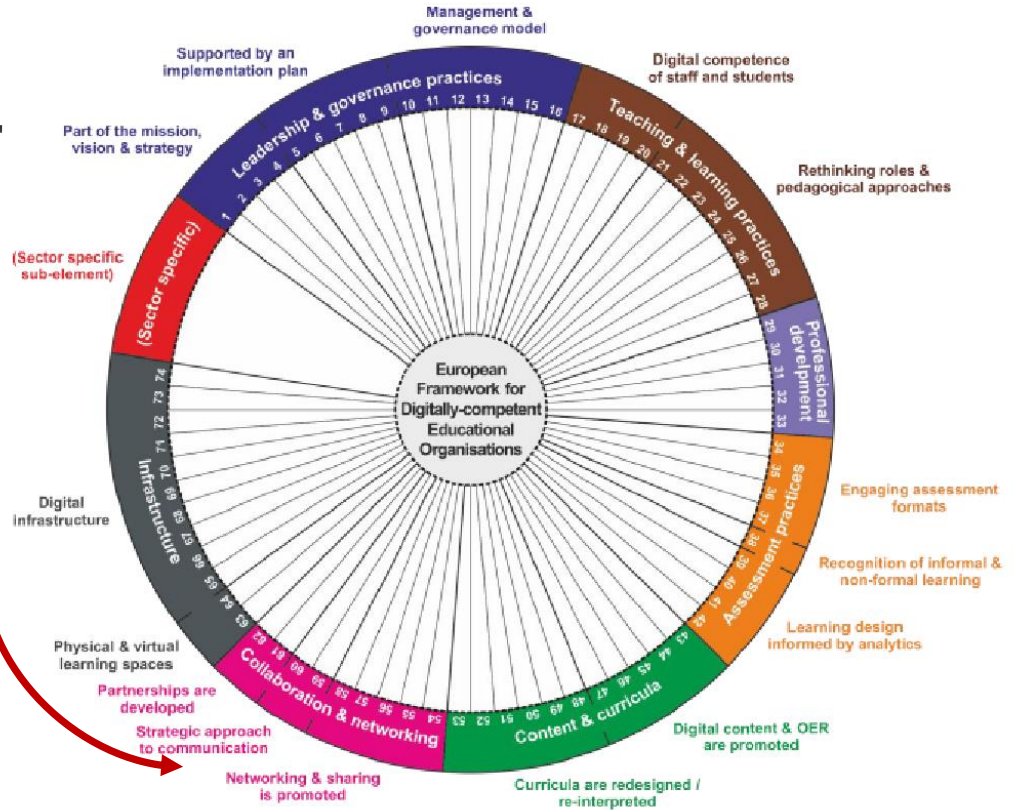 Management &
governance model
Supported by an
implementation plan
Part of the mission,
vision & strategy
Leadership & governance practices
1 2 3 4 5 6 7 8 9 10 11 12 13 14 15 16
Digital competence
of staff and students
Rethinking roles &
pedagogical approaches
Teaching & learning practices
17 18 19 20 21 22 23 24 25 26 27 28
Professional
develpment
29 30 31 32 33
Engaging assessment
formats
Recognition of informal &
non-formal learning
Learning design
informed by analytics
Assessment practices
34 35 36 37 38 39 40 41 42
Digital content & OER
are promoted
Curricula are redesigned /
re-interpreted
Content & curricula
43 44 45 46 47 48 49 50 51 52 53
Networking & sharing
is promoted
Strategic approach
to communication
Partnerships are
developed
Collaboration & networking
54 55 56 57 58 59 60 61 62
Physical & virtual
learning spaces
Digital
infrastructure
Infrastructure
63 64 65 66 67 68 69 70 71 72 73 74
(Sector specific
sub-element)
(Sector specific)
European
Framework for
Digitally-competent
Educational
Organisations